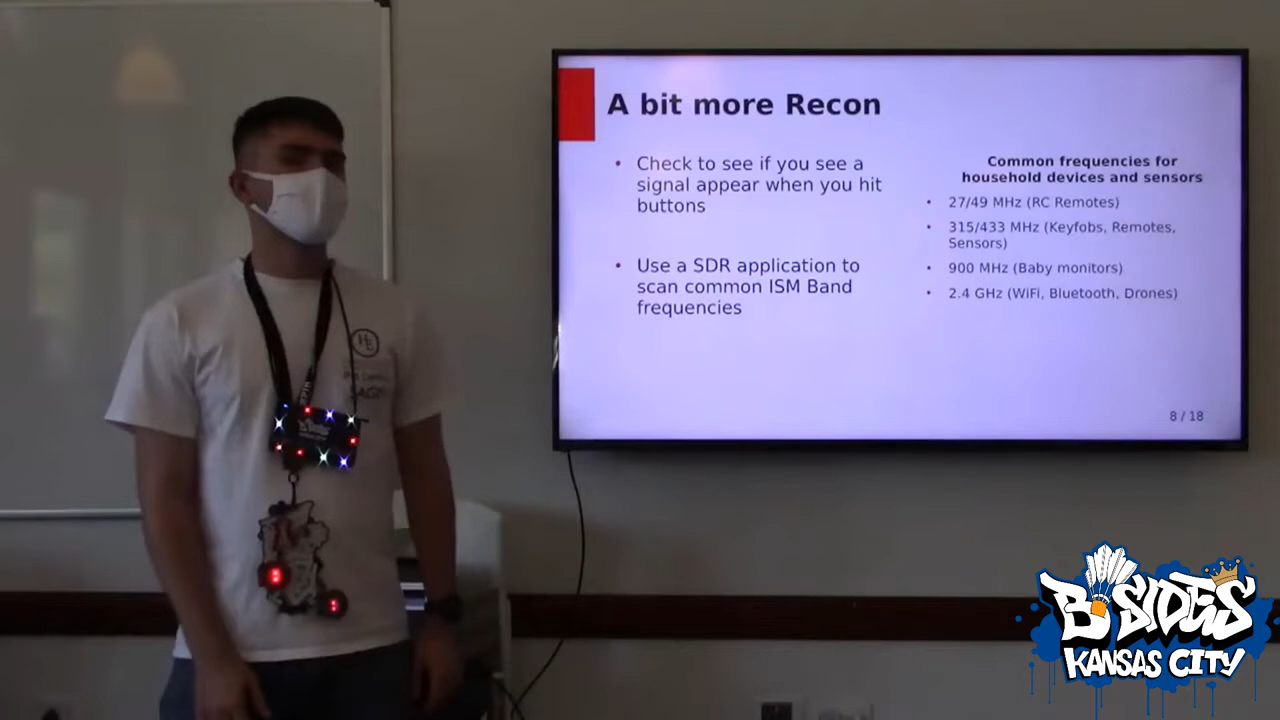 A bit more Recon
• Check to see if you see a
signal appear when you hit
buttons
• Use a SDR application to
scan common ISM Band
frequencies
Common frequencies for
household devices and sensors
• 27/49 MHz (RC Remotes)
• 315/433 MHz (Keyfobs, Remotes,
Sensors)
• 900 MHz (Baby monitors)
• 2.4 GHz (WiFi, Bluetooth, Drones)
8 / 18
BSIDES
KANSAS CITY